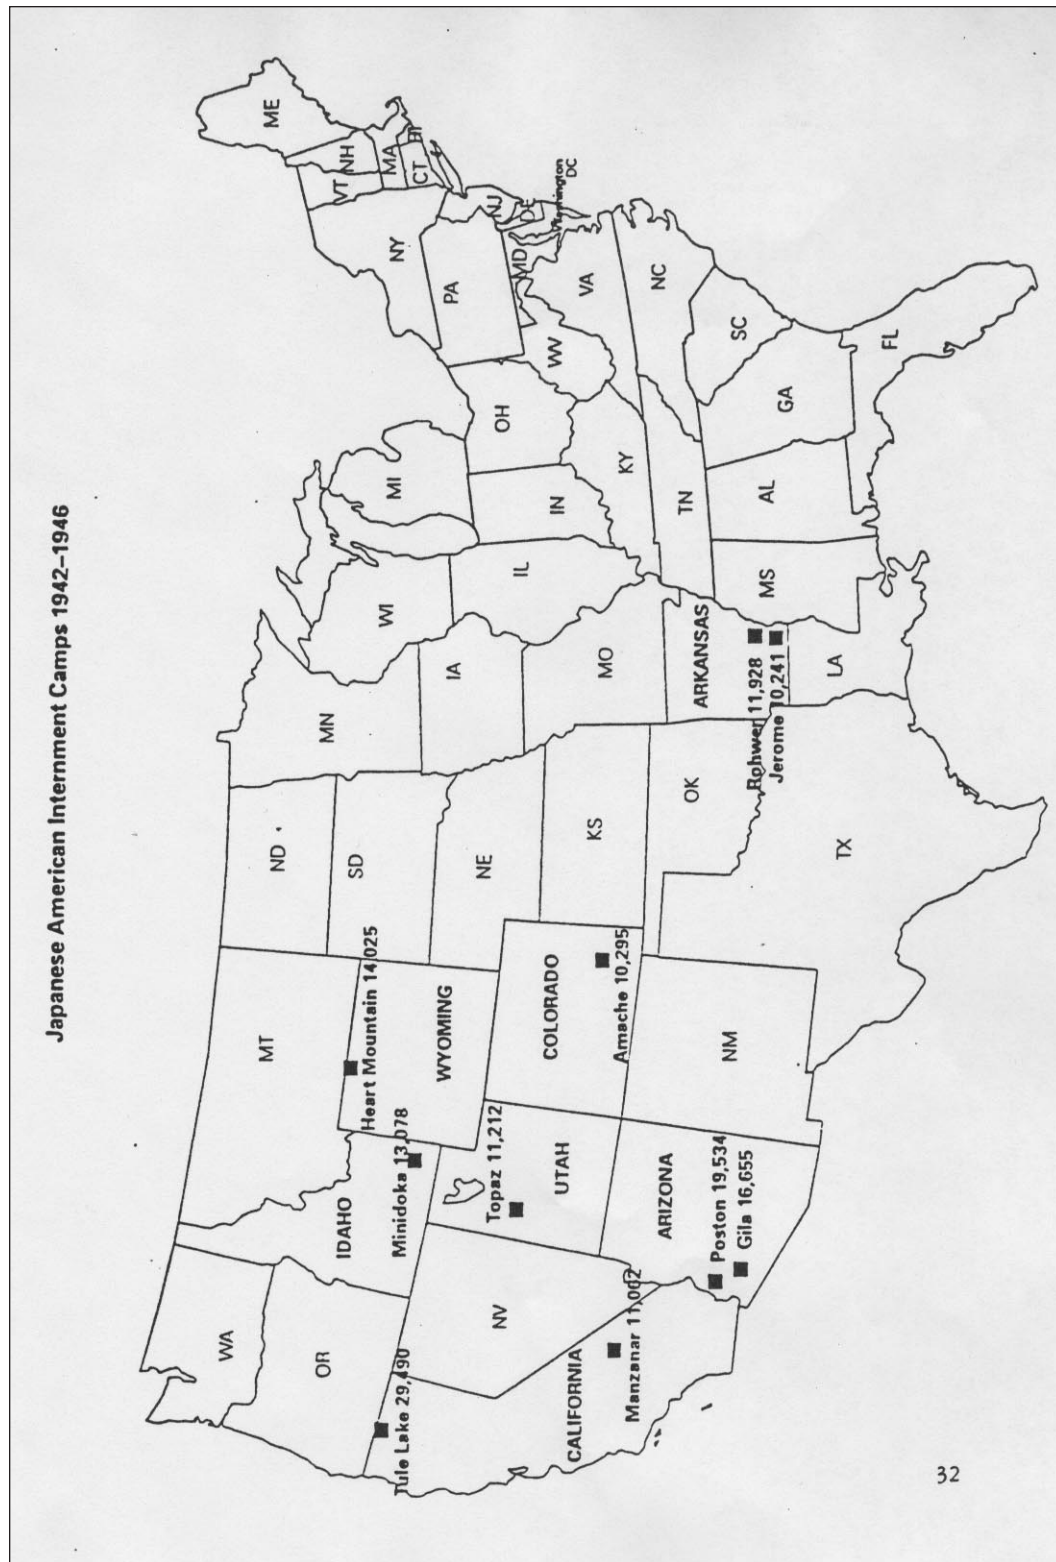 Japanese American Internment Camps 1942–1946
WA
OR
IDAHO
Minidoka 13,078
MT
Heart Mountain 14,025
WYOMING
ND
SD
NE
MN
WI
MI
IA
IL
IN
OH
PA
NY
VT
NH
ME
MA
CT
RI
NJ
DE
MD
Washington
DC
Tule Lake 29,490
CALIFORNIA
Manzanar 11,062
NV
Topaz 11,212
UTAH
COLORADO
Amache 10,295
KS
MO
KY
WV
VA
ARIZONA
Poston 19,534
Gila 16,655
NM
OK
TX
ARKANSAS
Rohwer 11,928
Jerome 10,241
LA
MS
AL
TN
GA
SC
NC
FL
32